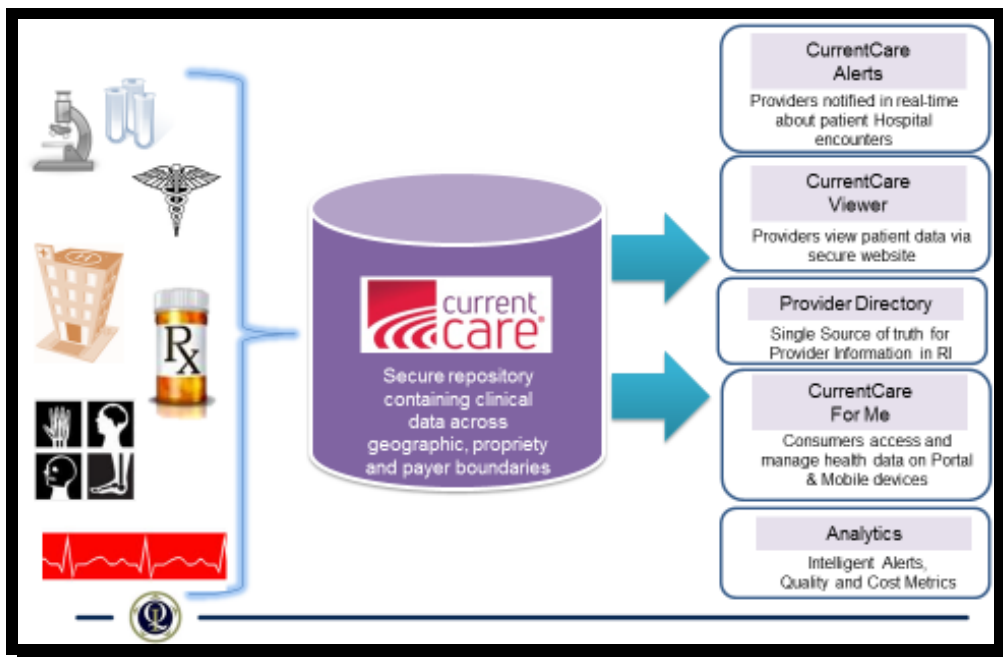 CurrentCare
Alerts
Providers notified in real-time
about patient Hospital
encounters
CurrentCare
Viewer
Providers view patient data via
secure website
Provider Directory
Single Source of truth for
Provider Information in RI
CurrentCare
For Me
Consumers access and
manage health data on Portal
& Mobile devices
Analytics
Intelligent Alerts,
Quality and Cost Metrics
Rx
current
care®
Secure repository
containing clinical
data across
geographic, propriety
and payer boundaries
H